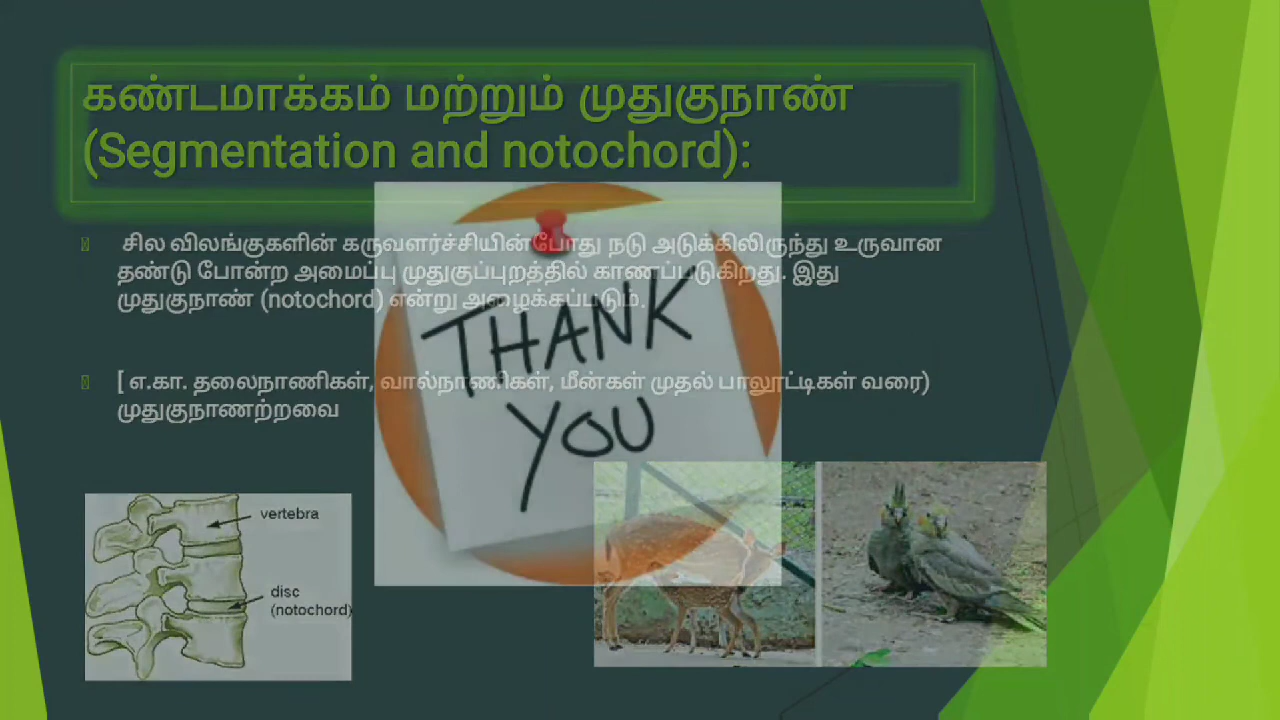 கண்டமாக்கம் மற்றும் முதுகுநாண்
(Segmentation and notochord):
சில விலங்குகளின் கருவளர்ச்சியின் போது நடு அடுக்கிலிருந்து உருவான
தண்டு போன்ற அமைப்பு முதுகுப்புறத்தில் காணப்படுகிறது. இது
முதுகுநாண் (notochord) என்று அழைக்கப்படும்.
THANK
YOU
[ எ.கா. தலைநாணிகள், வால்நாணிகள், மீன்கள் முதல் பாலூட்டிகள் வரை)
முதுகுநாணற்றவை
vertebra
disc
(notochord)